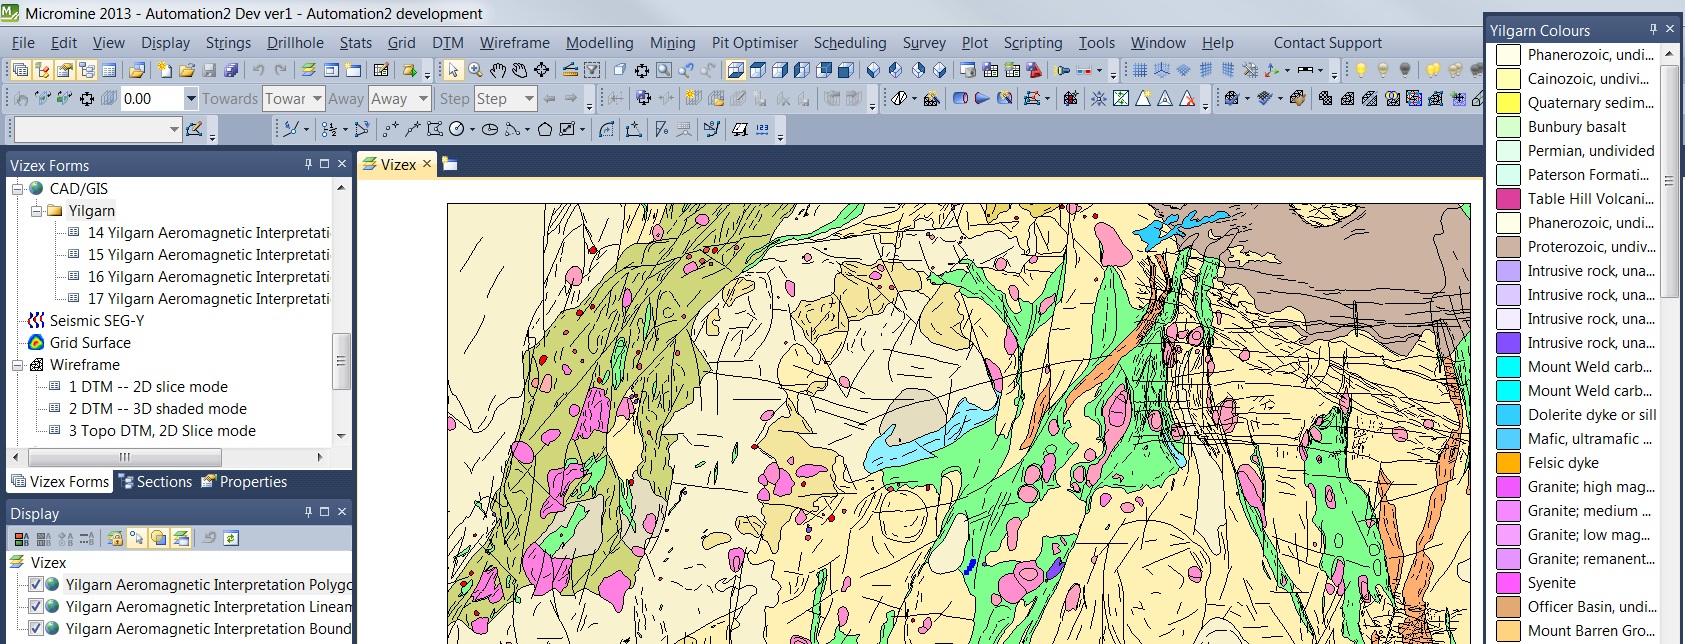 Micromine 2013 - Automation2 Dev ver1 - Automation2 development
File Edit View Display Strings Drillhole Stats Grid DTM Wireframe Modelling Mining Pit Optimiser Scheduling Survey Plot Scripting Tools Window Help Contact Support
0.00 Towards Towar Away Away Step Step
123
Vizex Forms
CAD/GIS
Yilgarn
14 Yilgarn Aeromagnetic Interpretati
15 Yilgarn Aeromagnetic Interpretati
16 Yilgarn Aeromagnetic Interpretati
17 Yilgarn Aeromagnetic Interpretati
Seismic SEG-Y
Grid Surface
Wireframe
1 DTM -- 2D slice mode
2 DTM -- 3D shaded mode
3 Topo DTM, 2D Slice mode
Vizex Forms Sections Properties
Display
Vizex
Yilgarn Aeromagnetic Interpretation Polygo
Yilgarn Aeromagnetic Interpretation Lineam
Yilgarn Aeromagnetic Interpretation Bound
Vizex
Yilgarn Colours
Phanerozoic, undi...
Cainozoic, undivi...
Quaternary sedim...
Bunbury basalt
Permian, undivided
Paterson Formati...
Table Hill Volcani...
Phanerozoic, undi...
Proterozoic, undiv...
Intrusive rock, una...
Intrusive rock, una...
Intrusive rock, una...
Intrusive rock, una...
Mount Weld carb...
Mount Weld carb...
Dolerite dyke or sill
Mafic, ultramafic ...
Felsic dyke
Granite; high mag...
Granite; medium ...
Granite; low mag...
Granite; remanent...
Syenite
Officer Basin, undi...
Mount Barren Gro...